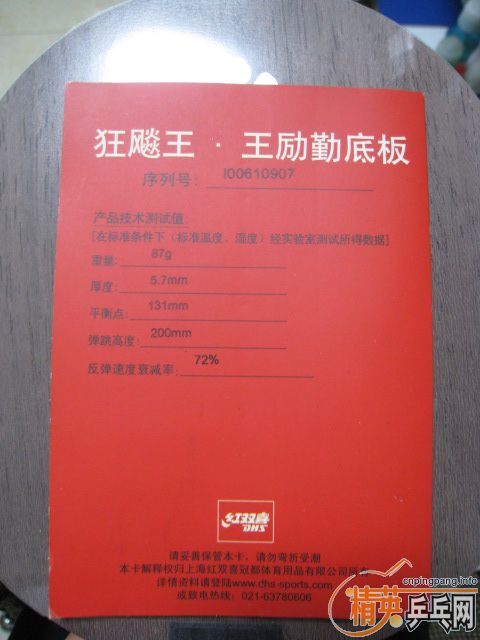 狂飚王·王励勤底板
序列号: I00610907
产品技术测试值:
[在标准条件下(标准温度、湿度)经实验室测试所得数据]
重量: 87g
厚度: 5.7mm
平衡点: 131mm
弹跳高度: 200mm
反弹速度衰减率: 72%
红双喜
DHS
请妥善保管本卡,请勿弯折受潮
本卡解释权归上海红双喜冠都体育用品有限公司所有
详情资料请登陆www.dhs-sports.com
或致电热线: 021-63780606
cnpingpang.com
精英乒乓网